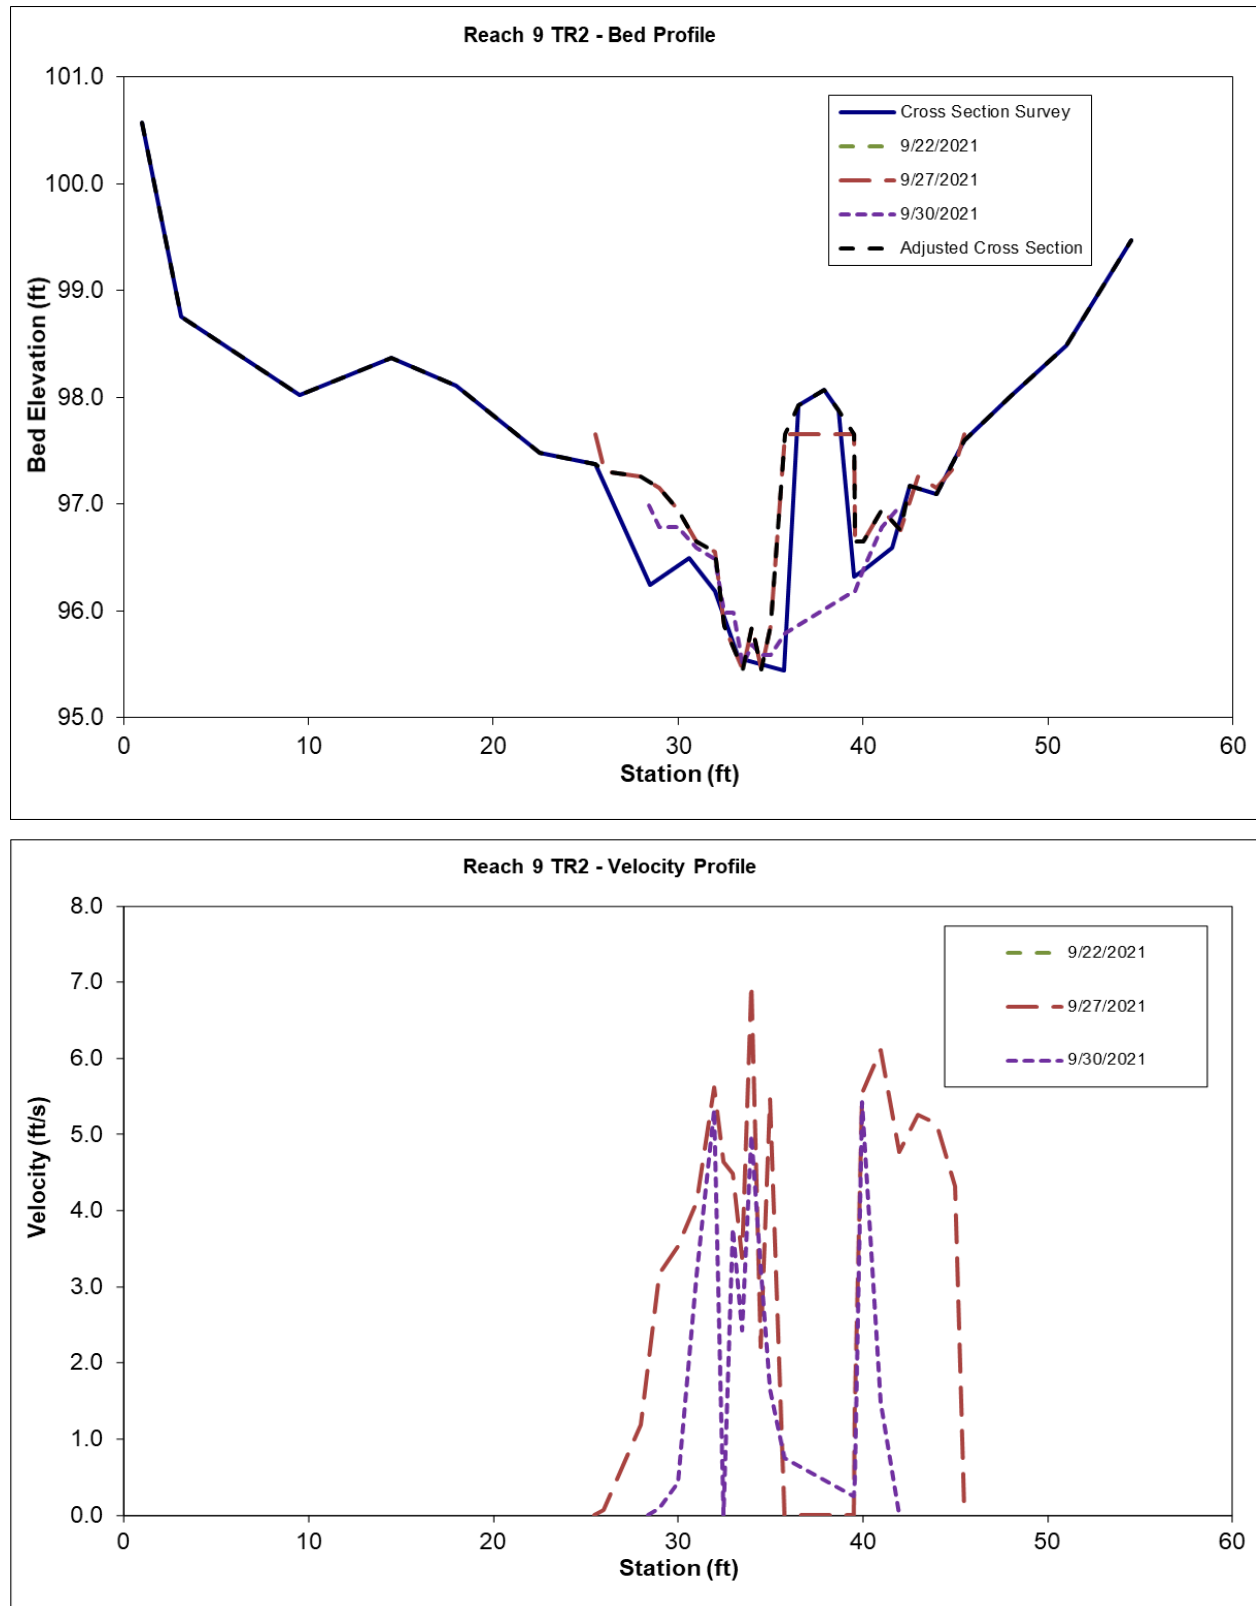 Reach 9 TR2 - Bed Profile
101.0
100.0
99.0
98.0
97.0
96.0
95.0
Bed Elevation (ft)
Cross Section Survey
9/22/2021
9/27/2021
9/30/2021
Adjusted Cross Section
0 10 20 30 40 50 60
Station (ft)
Reach 9 TR2 - Velocity Profile
8.0
7.0
6.0
5.0
4.0
3.0
2.0
1.0
0.0
Velocity (ft/s)
9/22/2021
9/27/2021
9/30/2021
0 10 20 30 40 50 60
Station (ft)